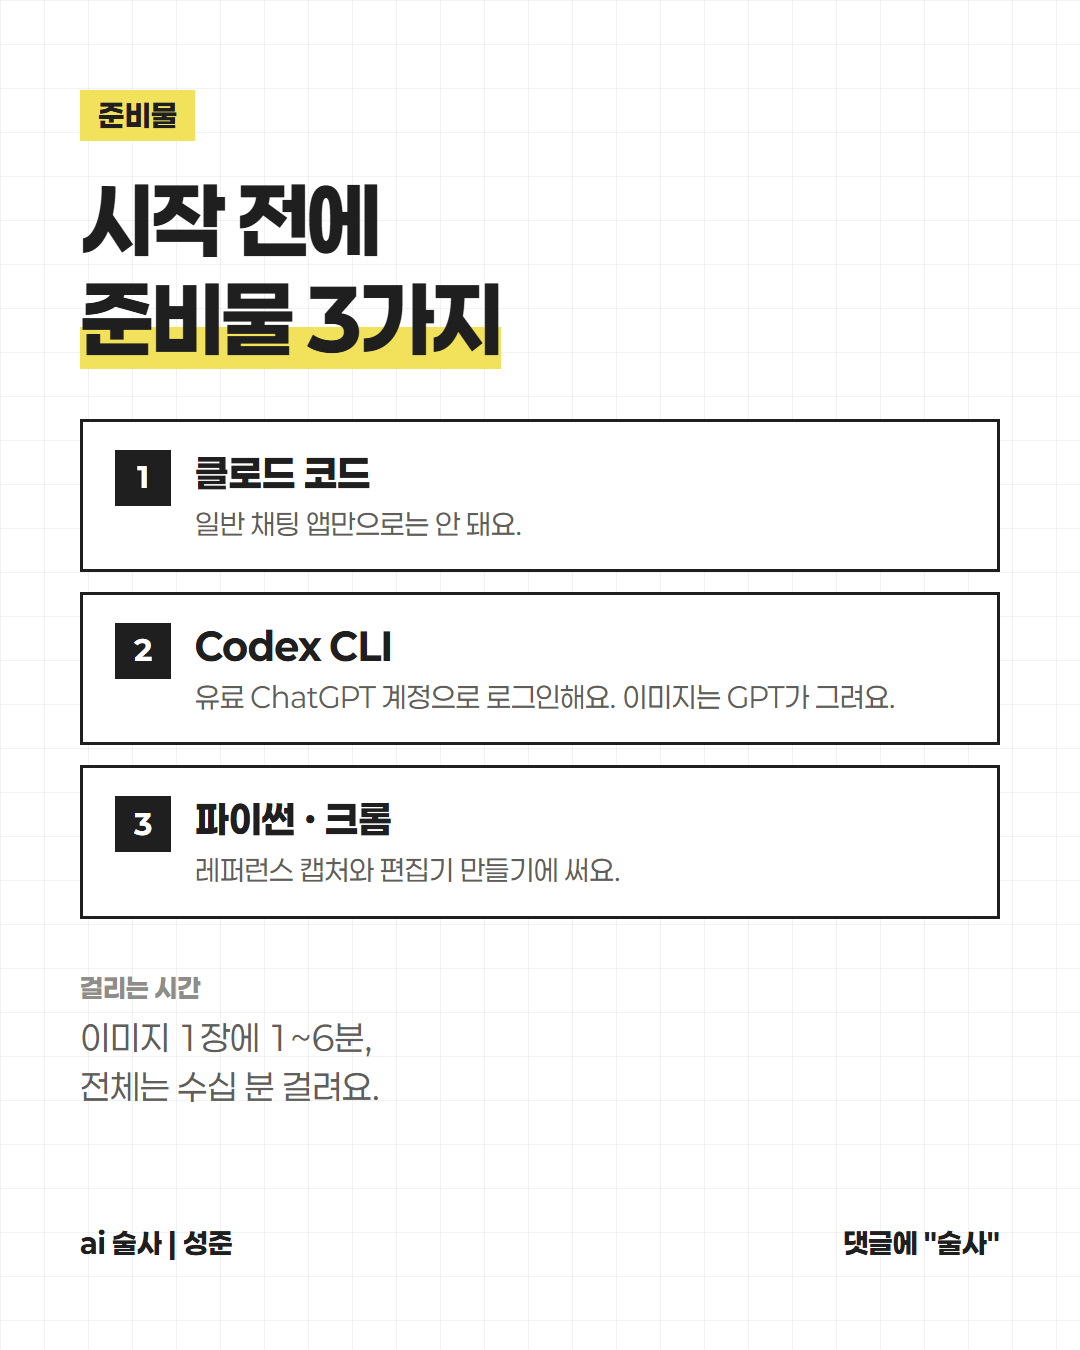 준비물
시작 전에
준비물 3가지
1
클로드 코드
일반 채팅 앱만으로는 안 돼요.
2
Codex CLI
유료 ChatGPT 계정으로 로그인해요. 이미지는 GPT가 그려요.
3
파이썬 · 크롬
레퍼런스 캡처와 편집기 만들기에 써요.
걸리는 시간
이미지 1장에 1~6분,
전체는 수십 분 걸려요.
ai 술사 | 성준
댓글에 "술사"